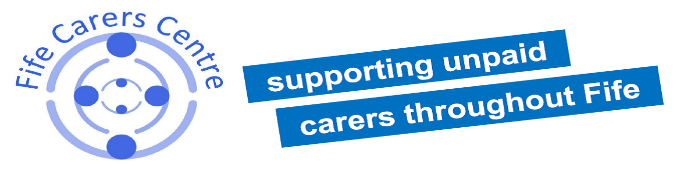 Fife Carers Centre
supporting unpaid
carers throughout Fife